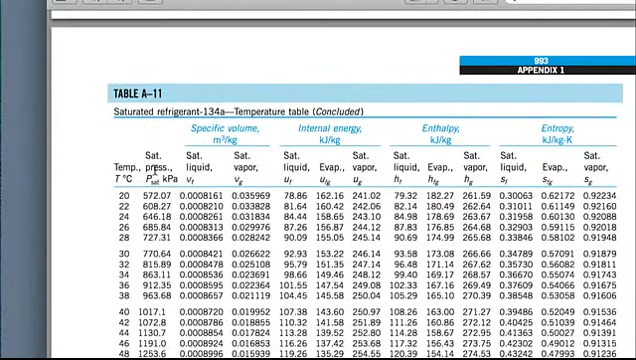 993
APPENDIX 1
TABLE A–11
Saturated refrigerant-134a—Temperature table (Concluded)
Specific volume, Internal energy, Enthalpy, Entropy,
m³/kg kJ/kg kJ/kg kJ/kg·K
Sat. Sat. Sat. Sat. Sat. Sat. Sat. Sat. Sat.
Temp., press., liquid, vapor, liquid, Evap., vapor, liquid, Evap., vapor, liquid, Evap., vapor,
T °C Psat kPa vf vg uf ufg ug hf hfg hg sf sfg sg
20 572.07 0.0008161 0.035969 78.86 162.16 241.02 79.32 182.27 261.59 0.30063 0.62172 0.92234
22 608.27 0.0008210 0.033828 81.64 160.42 242.06 82.14 180.49 262.64 0.31011 0.61149 0.92160
24 646.18 0.0008261 0.031834 84.44 158.65 243.10 84.98 178.69 263.67 0.31958 0.60130 0.92088
26 685.84 0.0008313 0.029976 87.26 156.87 244.12 87.83 176.85 264.68 0.32903 0.59115 0.92018
28 727.31 0.0008366 0.028242 90.09 155.05 245.14 90.69 174.99 265.68 0.33846 0.58102 0.91948
30 770.64 0.0008421 0.026622 92.93 153.22 246.14 93.58 173.08 266.66 0.34789 0.57091 0.91879
32 815.89 0.0008478 0.025108 95.79 151.35 247.14 96.48 171.14 267.62 0.35730 0.56082 0.91811
34 863.11 0.0008536 0.023691 98.66 149.46 248.12 99.40 169.17 268.57 0.36670 0.55074 0.91743
36 912.35 0.0008595 0.022364 101.55 147.54 249.08 102.33 167.16 269.49 0.37609 0.54066 0.91675
38 963.68 0.0008657 0.021119 104.45 145.58 250.04 105.29 165.10 270.39 0.38548 0.53058 0.91606
40 1017.1 0.0008720 0.019952 107.38 143.60 250.97 108.26 163.00 271.27 0.39486 0.52049 0.91536
42 1072.8 0.0008786 0.018855 110.32 141.58 251.89 111.26 160.86 272.12 0.40425 0.51039 0.91464
44 1130.7 0.0008854 0.017824 113.28 139.52 252.80 114.28 158.67 272.95 0.41363 0.50027 0.91391
46 1191.0 0.0008924 0.016853 116.26 137.42 253.68 117.32 156.43 273.75 0.42302 0.49012 0.91315
48 1253.6 0.0008996 0.015939 119.26 135.29 254.55 120.39 154.14 274.53 0.43242 0.47993 0.91236